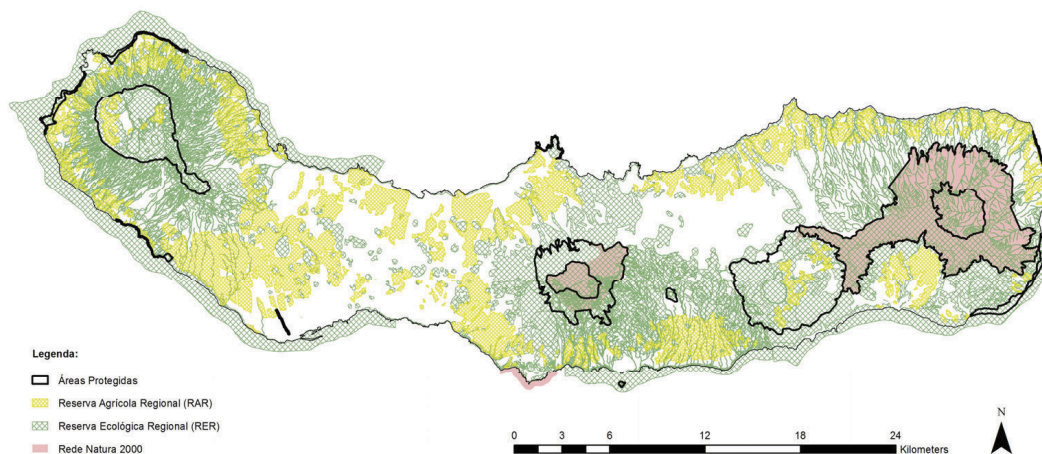 Legenda:
Áreas Protegidas
Reserva Agrícola Regional (RAR)
Reserva Ecológica Regional (RER)
Rede Natura 2000
N
0 3 6 12 18 24
Kilometers